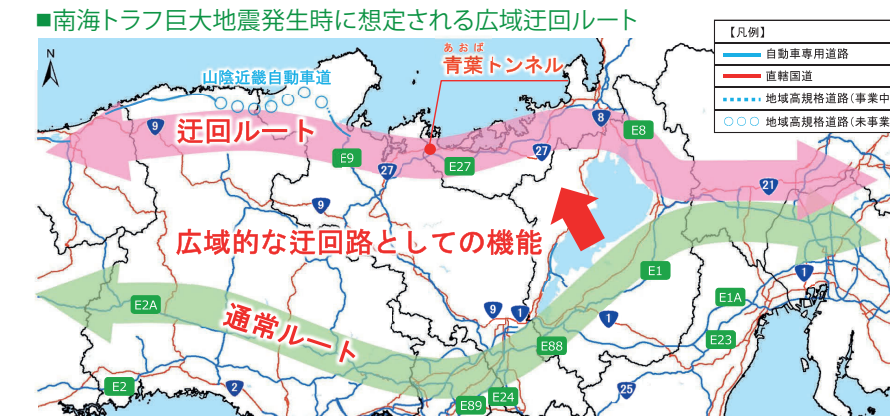 ■南海トラフ巨大地震発生時に想定される広域迂回ルート
【凡例】
自動車専用道路
直轄国道
地域高規格道路(事業中
地域高規格道路(未事業
N
あおば
青葉トンネル
山陰近畿自動車道
迂回ルート
9
E9
27
E27
27
8
E8
21
9
広域的な迂回路としての機能
E1
1
E2A
通常ルート
9
1
1
E1A
E88
E23
E2
2
E89
E24
25